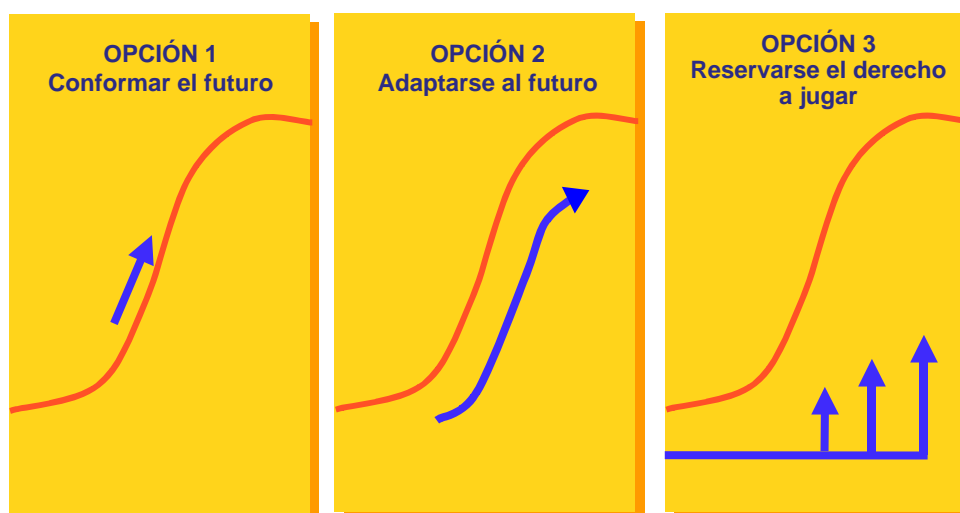 OPCIÓN 1
Conformar el futuro
OPCIÓN 2
Adaptarse al futuro
OPCIÓN 3
Reservarse el derecho
a jugar